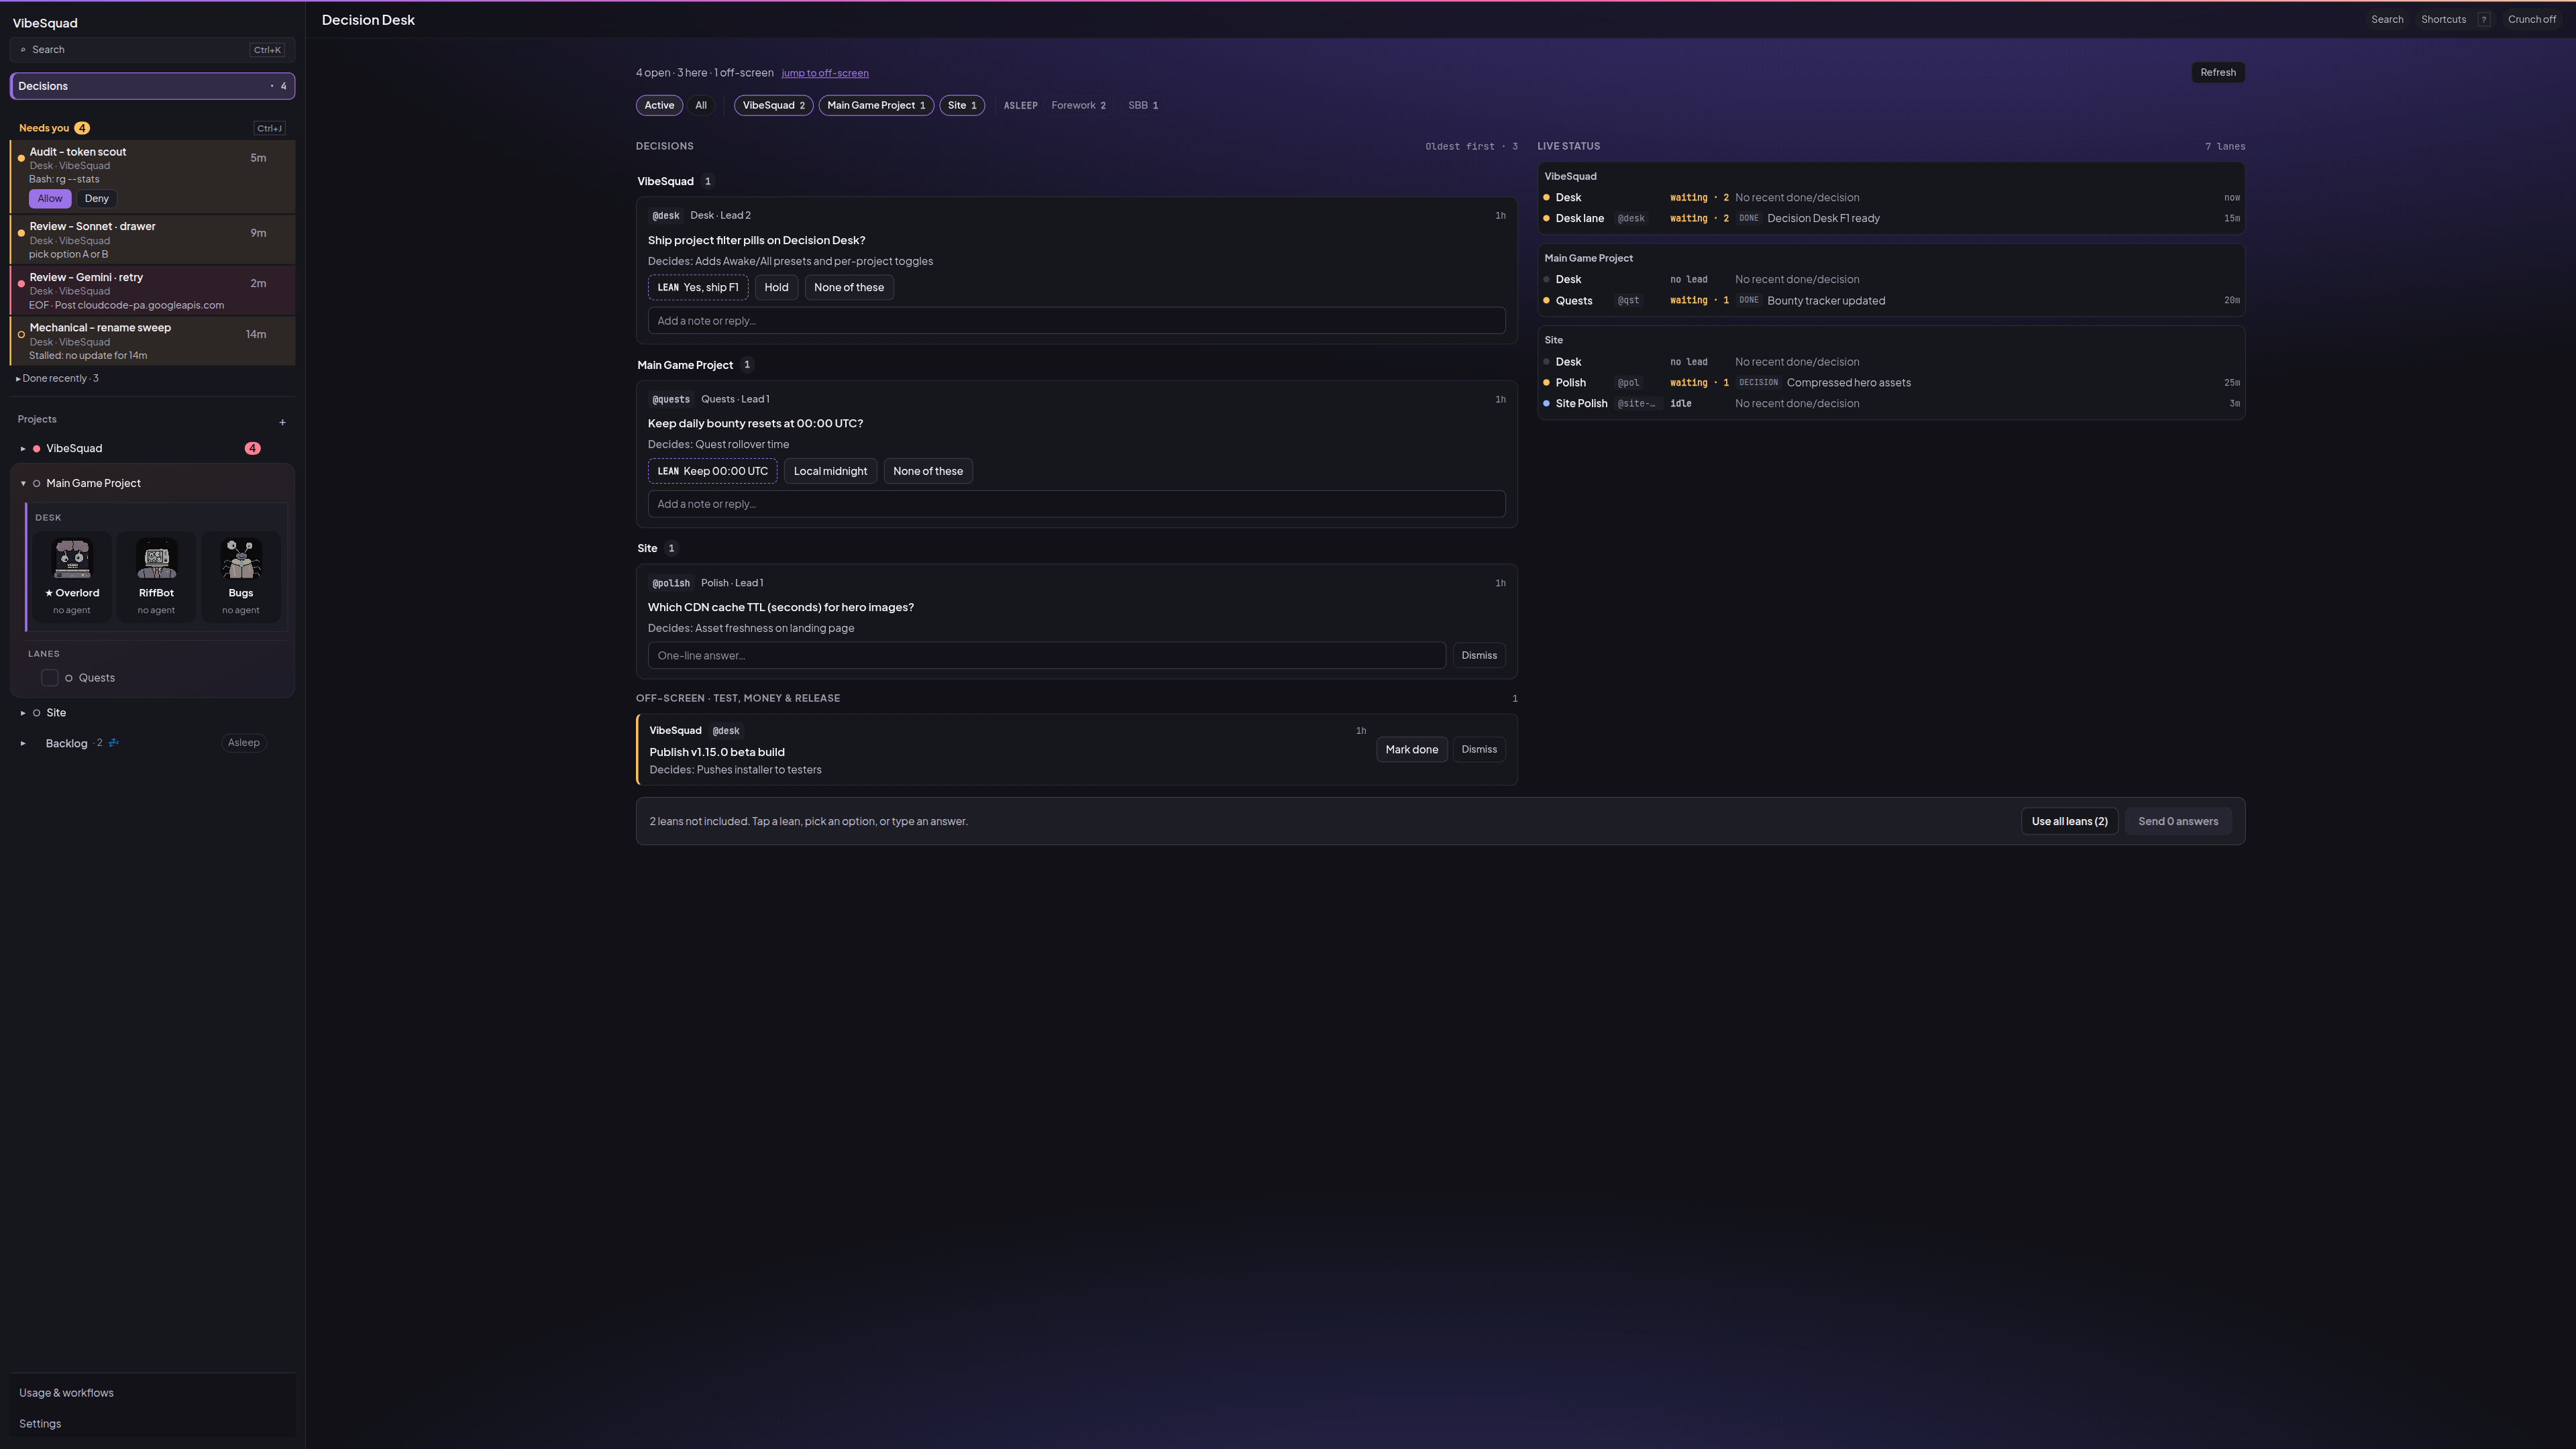 VibeSquad
Search Ctrl+K
Decisions · 4
Needs you 4 Ctrl+J
Audit – token scout 5m
Desk · VibeSquad
Bash: rg --stats
Allow Deny
Review – Sonnet · drawer 9m
Desk · VibeSquad
pick option A or B
Review – Gemini · retry 2m
Desk · VibeSquad
EOF · Post cloudcode-pa.googleapis.com
Mechanical – rename sweep 14m
Desk · VibeSquad
Stalled: no update for 14m
▸ Done recently · 3
Projects +
▸ VibeSquad 4
▾ Main Game Project
DESK
★ Overlord RiffBot Bugs
no agent no agent no agent
LANES
Quests
▸ Site
▸ Backlog · 2 💤 Asleep
Usage & workflows
Settings
Decision Desk
Search Shortcuts ? Crunch off
4 open · 3 here · 1 off-screen jump to off-screen
Refresh
Active All VibeSquad 2 Main Game Project 1 Site 1 ASLEEP Forework 2 SBB 1
DECISIONS Oldest first · 3
VibeSquad 1
@desk Desk · Lead 2 1h
Ship project filter pills on Decision Desk?
Decides: Adds Awake/All presets and per-project toggles
LEAN Yes, ship F1 Hold None of these
Add a note or reply…
Main Game Project 1
@quests Quests · Lead 1 1h
Keep daily bounty resets at 00:00 UTC?
Decides: Quest rollover time
LEAN Keep 00:00 UTC Local midnight None of these
Add a note or reply…
Site 1
@polish Polish · Lead 1 1h
Which CDN cache TTL (seconds) for hero images?
Decides: Asset freshness on landing page
One-line answer… Dismiss
OFF-SCREEN · TEST, MONEY & RELEASE 1
VibeSquad @desk 1h
Publish v1.15.0 beta build
Decides: Pushes installer to testers
Mark done Dismiss
2 leans not included. Tap a lean, pick an option, or type an answer.
Use all leans (2) Send 0 answers
LIVE STATUS 7 lanes
VibeSquad
Desk waiting · 2 No recent done/decision now
Desk lane @desk waiting · 2 DONE Decision Desk F1 ready 15m
Main Game Project
Desk no lead No recent done/decision
Quests @qst waiting · 1 DONE Bounty tracker updated 20m
Site
Desk no lead No recent done/decision
Polish @pol waiting · 1 DECISION Compressed hero assets 25m
Site Polish @site-… idle No recent done/decision 3m